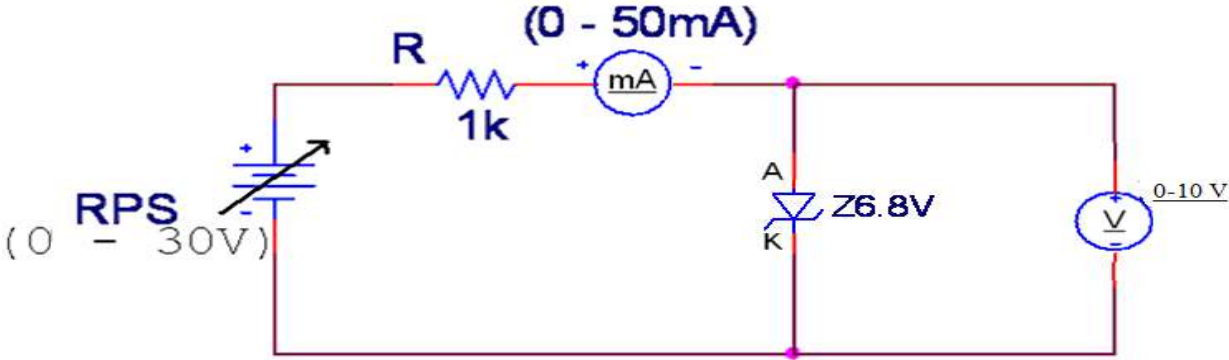 (0 - 50mA)
R
+
mA
-
1k
+
RPS
-
(0 - 30V)
A
Z6.8V
K
0-10 V
+
V
-